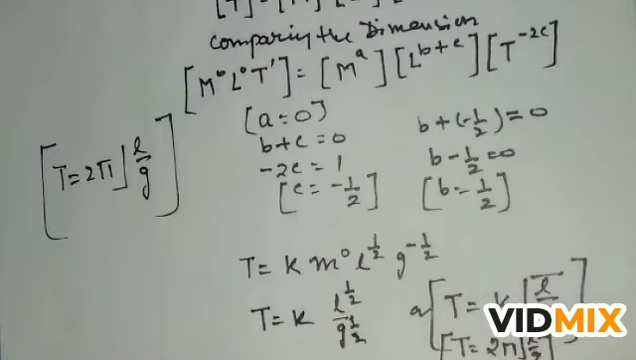 comparing the Dimension
[M⁰L⁰T¹] = [Mᵃ][L^{b+c}][T^{-2c}]
[a=0]
b+c=0
-2c=1
[c=-1/2]
b+(-1/2)=0
b-1/2=0
[b=1/2]
[T=2π√l/g]
T=K m⁰ l^{1/2} g^{-1/2}
T=K l^{1/2}/g^{1/2}
[T=K√l
[T=2π√
VIDMIX